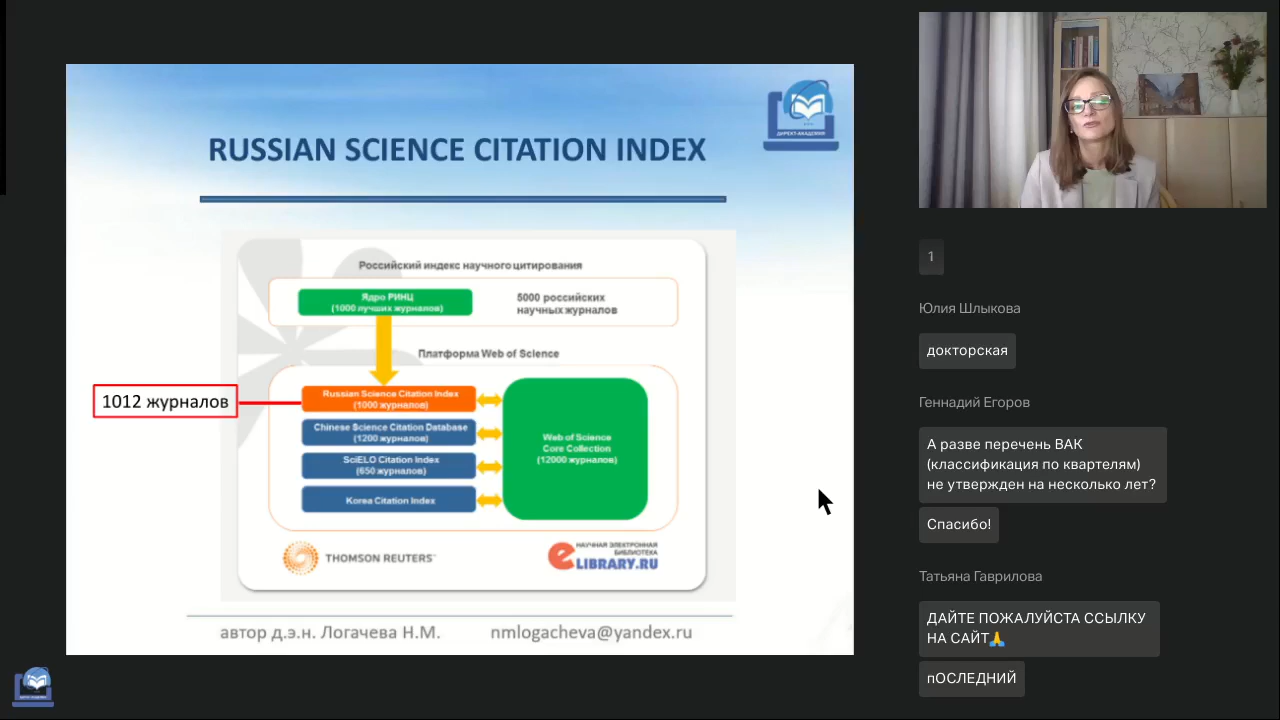 ДИРЕКТ-АКАДЕМИЯ
RUSSIAN SCIENCE CITATION INDEX
Российский индекс научного цитирования
Ядро РИНЦ
(1000 лучших журналов)
5000 российских
научных журналов
Платформа Web of Science
1012 журналов
Russian Science Citation Index
(1000 журналов)
Chinese Science Citation Database
(1200 журналов)
SciELO Citation Index
(650 журналов)
Korea Citation Index
Web of Science
Core Collection
(12000 журналов)
THOMSON REUTERS™
НАУЧНАЯ ЭЛЕКТРОННАЯ
БИБЛИОТЕКА
eLIBRARY.RU
автор д.э.н. Логачева Н.М. nmlogacheva@yandex.ru
1
Юлия Шлыкова
докторская
Геннадий Егоров
А разве перечень ВАК
(классификация по квартелям)
не утвержден на несколько лет?
Спасибо!
Татьяна Гаврилова
ДАЙТЕ ПОЖАЛУЙСТА ССЫЛКУ
НА САЙТ🙏
пОСЛЕДНИЙ